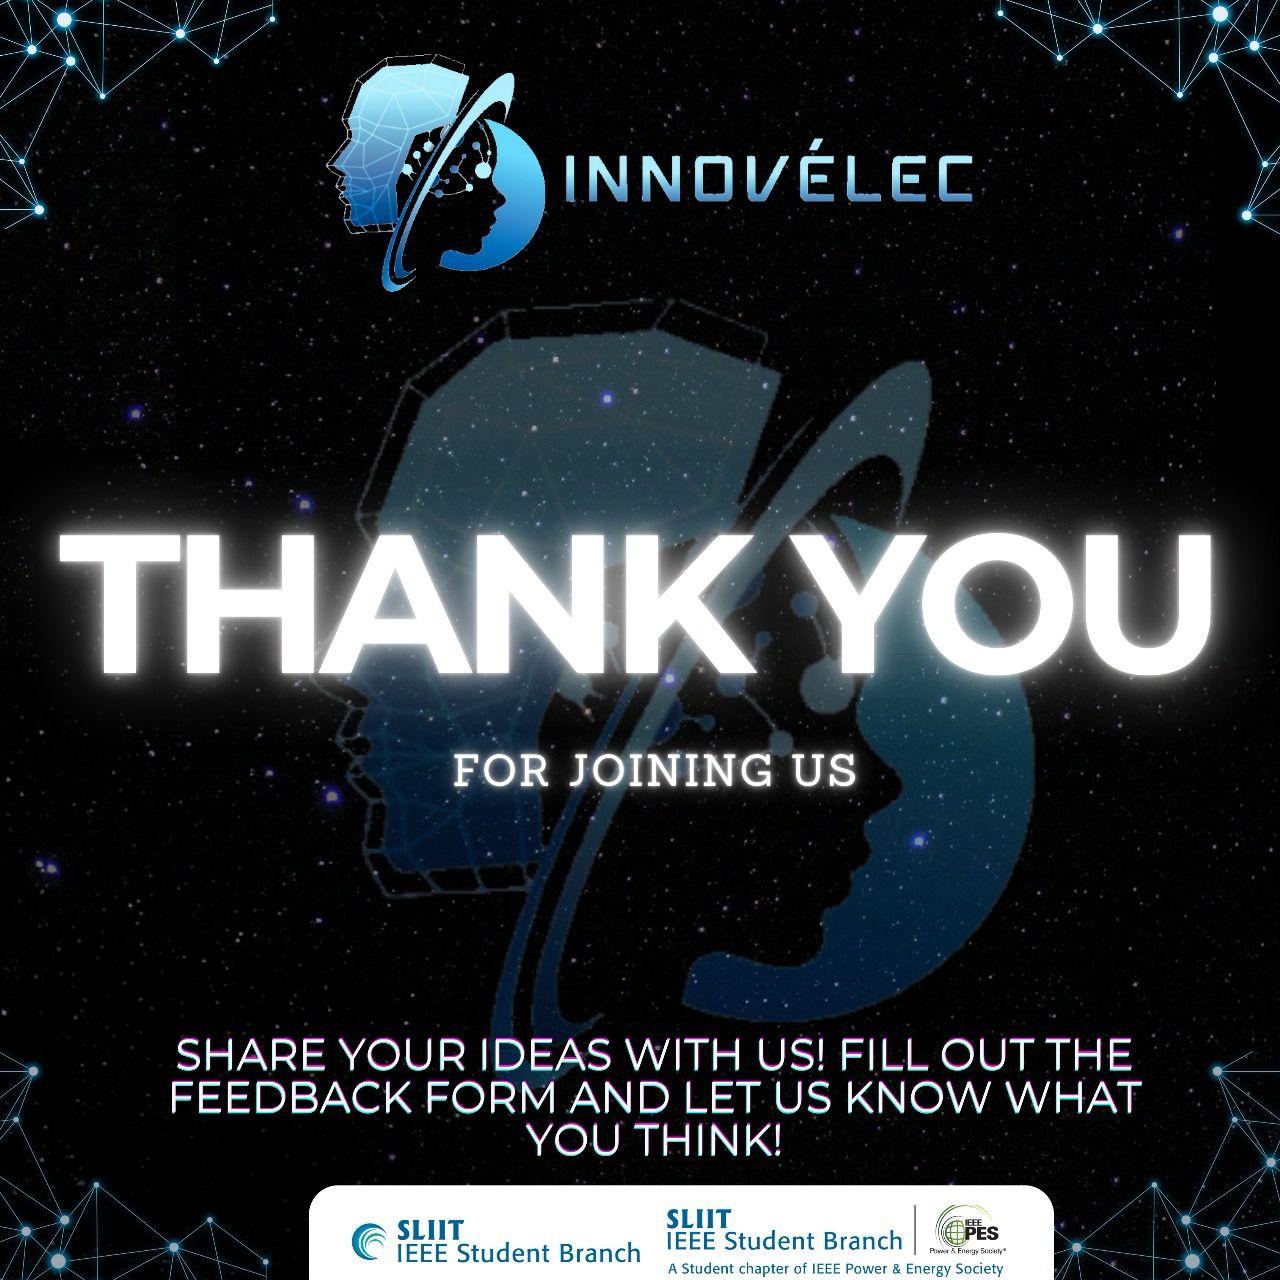 INNOVÉLEC
THANK YOU
FOR JOINING US
SHARE YOUR IDEAS WITH US! FILL OUT THE
FEEDBACK FORM AND LET US KNOW WHAT
YOU THINK!
SLIIT
IEEE Student Branch
SLIIT
IEEE Student Branch
A Student chapter of IEEE Power & Energy Society
IEEE
PES
Power & Energy Society®